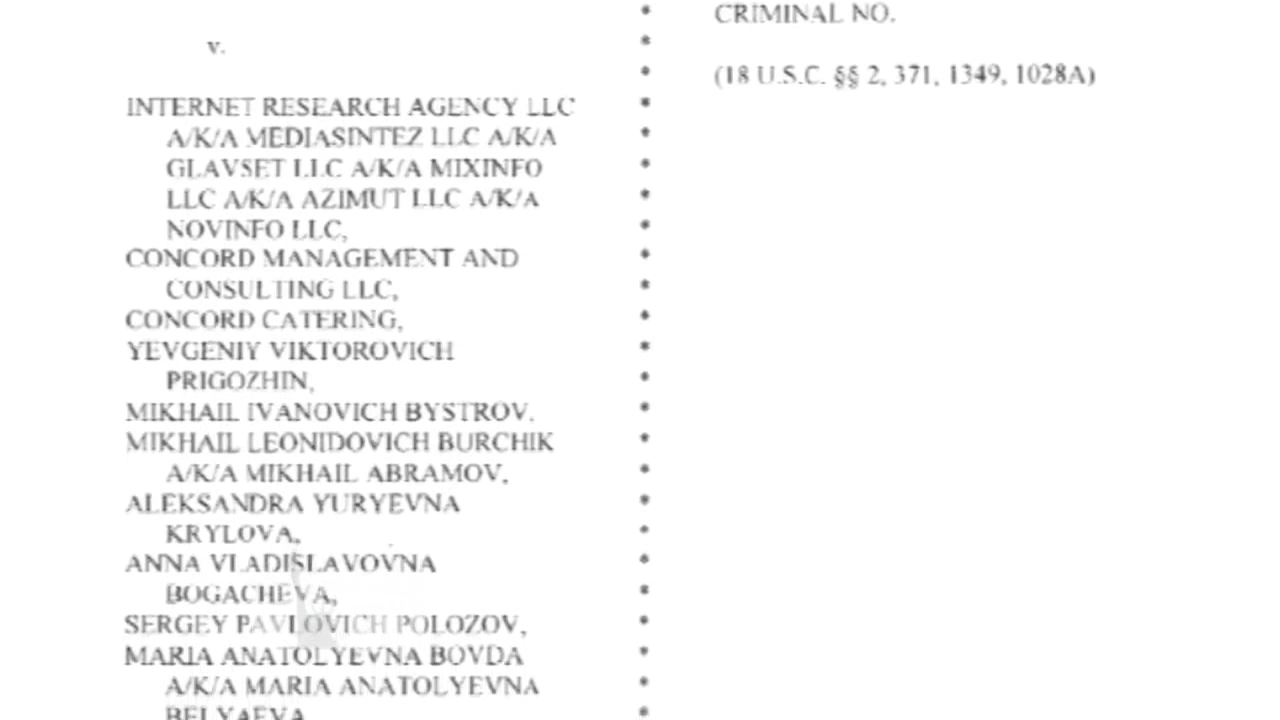 CRIMINAL NO.
v.
(18 U.S.C. §§ 2, 371, 1349, 1028A)
INTERNET RESEARCH AGENCY LLC
A/K/A MEDIASINTEZ LLC A/K/A
GLAVSET LLC A/K/A MIXINFO
LLC A/K/A AZIMUT LLC A/K/A
NOVINFO LLC,
CONCORD MANAGEMENT AND
CONSULTING LLC,
CONCORD CATERING,
YEVGENIY VIKTOROVICH
PRIGOZHIN,
MIKHAIL IVANOVICH BYSTROV,
MIKHAIL LEONIDOVICH BURCHIK
A/K/A MIKHAIL ABRAMOV,
ALEKSANDRA YURYEVNA
KRYLOVA,
ANNA VLADISLAVOVNA
BOGACHEVA,
SERGEY PAVLOVICH POLOZOV,
MARIA ANATOLYEVNA BOVDA
A/K/A MARIA ANATOLYEVNA
BELYAEVA